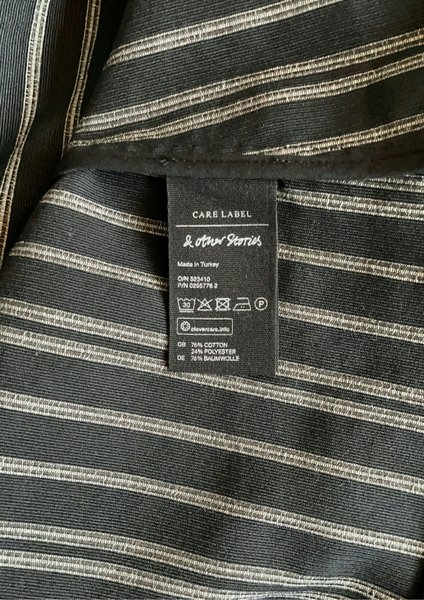 CARE LABEL
& other Stories
Made in Turkey
O/N 523410
P/N 0295776 2
30 P
clevercare.info
GB 76% COTTON
24% POLYESTER
DE 76% BAUMWOLLE